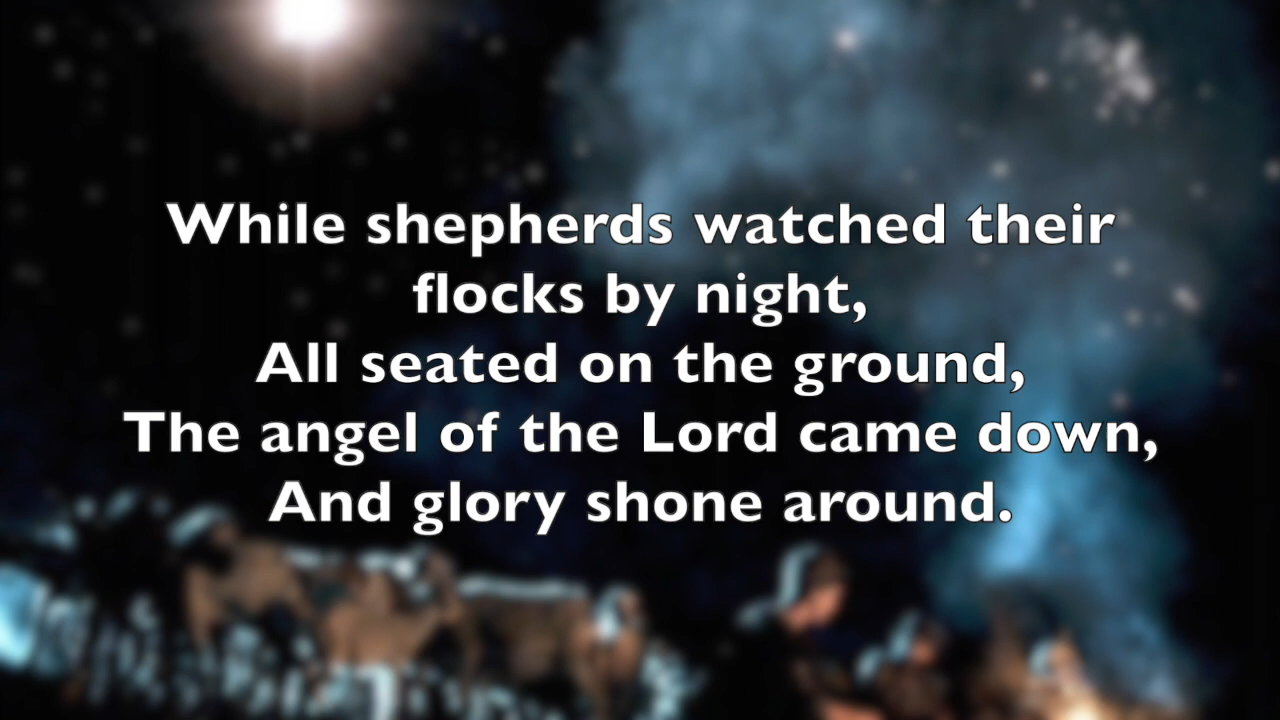 While shepherds watched their
flocks by night,
All seated on the ground,
The angel of the Lord came down,
And glory shone around.